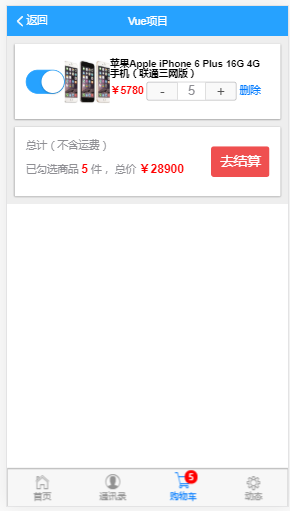 返回 Vue项目
苹果Apple iPhone 6 Plus 16G 4G
手机（联通三网版）
￥5780 - 5 + 删除
总计（不含运费）
已勾选商品 5 件， 总价 ￥28900
去结算
5
首页 通讯录 购物车 动态